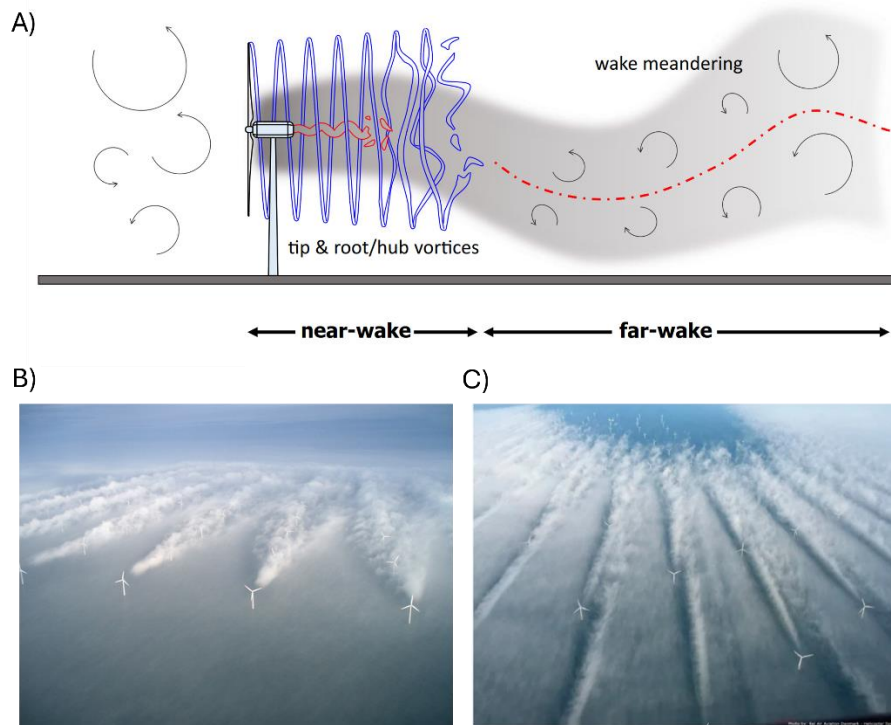 A)
wake meandering
tip & root/hub vortices
near-wake
far-wake
B)
C)